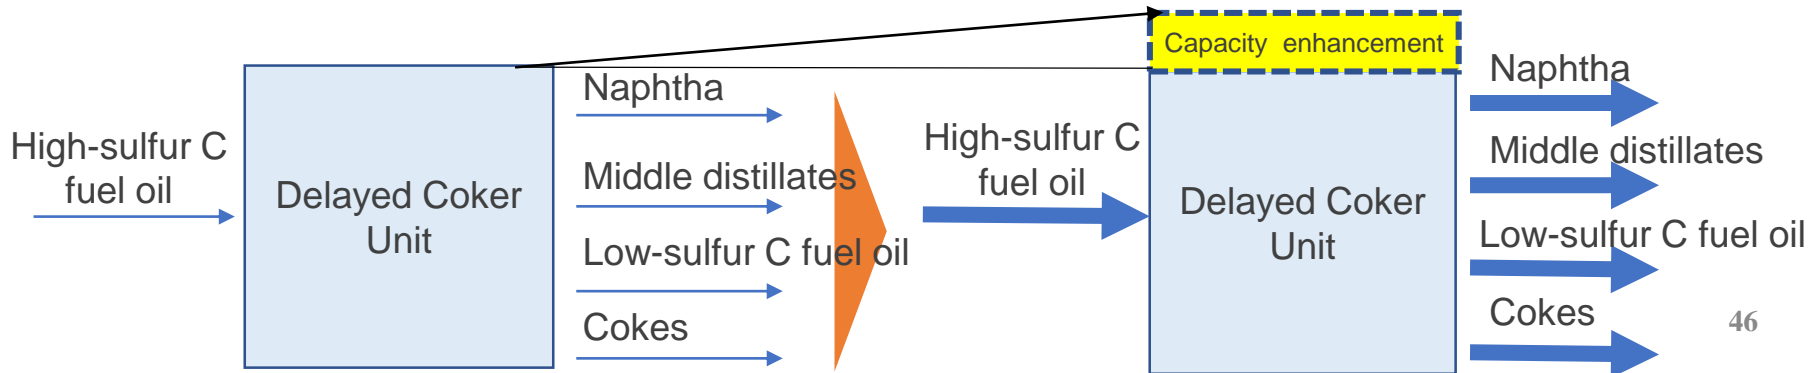 High-sulfur C
fuel oil
Delayed Coker
Unit
Naphtha
Middle distillates
Low-sulfur C fuel oil
Cokes
High-sulfur C
fuel oil
Capacity enhancement
Delayed Coker
Unit
Naphtha
Middle distillates
Low-sulfur C fuel oil
Cokes
46